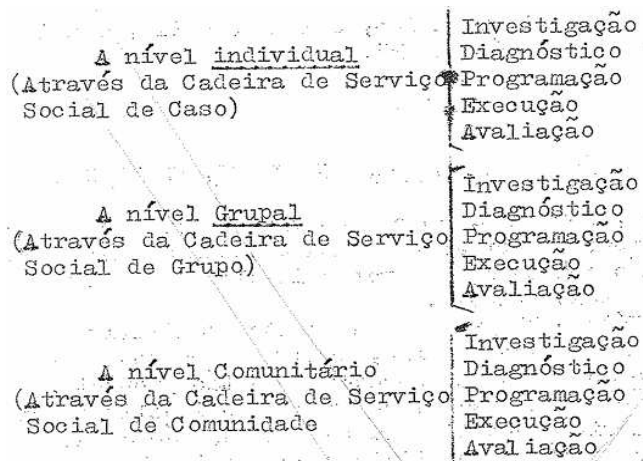 Investigação
A nível individual
Diagnóstico
(Através da Cadeira de Serviço
Programação
Social de Caso)
Execução
Avaliação
Investigação
A nível Grupal
Diagnóstico
(Através da Cadeira de Serviço
Programação
Social de Grupo)
Execução
Avaliação
Investigação
A nível Comunitário
Diagnóstico
(Através da Cadeira de Serviço
Programação
Social de Comunidade
Execução
Avaliação